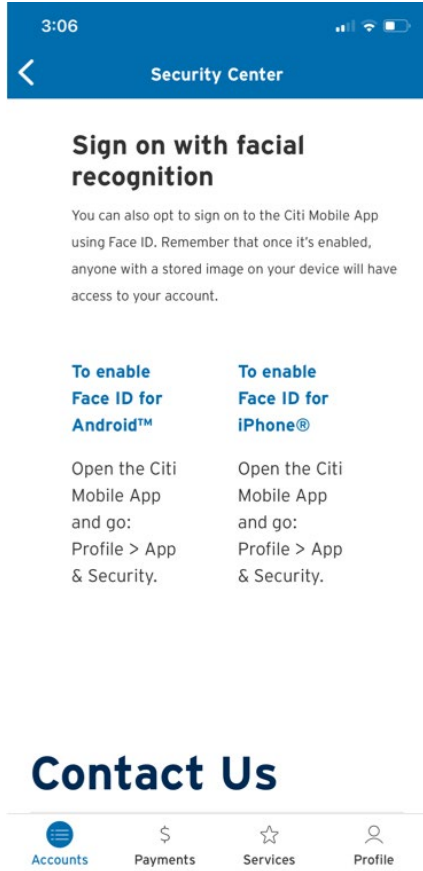 3:06
Security Center
Sign on with facial
recognition
You can also opt to sign on to the Citi Mobile App
using Face ID. Remember that once it's enabled,
anyone with a stored image on your device will have
access to your account.
To enable
Face ID for
Android™
Open the Citi
Mobile App
and go:
Profile > App
& Security.
To enable
Face ID for
iPhone®
Open the Citi
Mobile App
and go:
Profile > App
& Security.
Contact Us
Accounts
Payments
Services
Profile